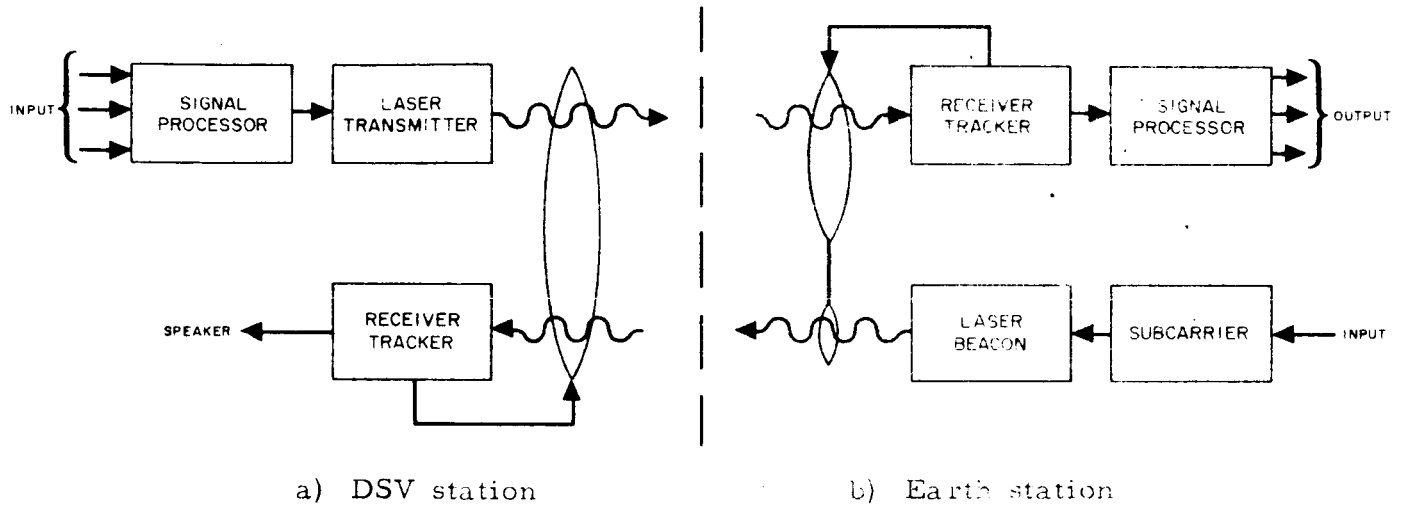 INPUT
SIGNAL
PROCESSOR
LASER
TRANSMITTER
SPEAKER
RECEIVER
TRACKER
RECEIVER
TRACKER
SIGNAL
PROCESSOR
OUTPUT
LASER
BEACON
SUBCARRIER
INPUT
a) DSV station
b) Earth station